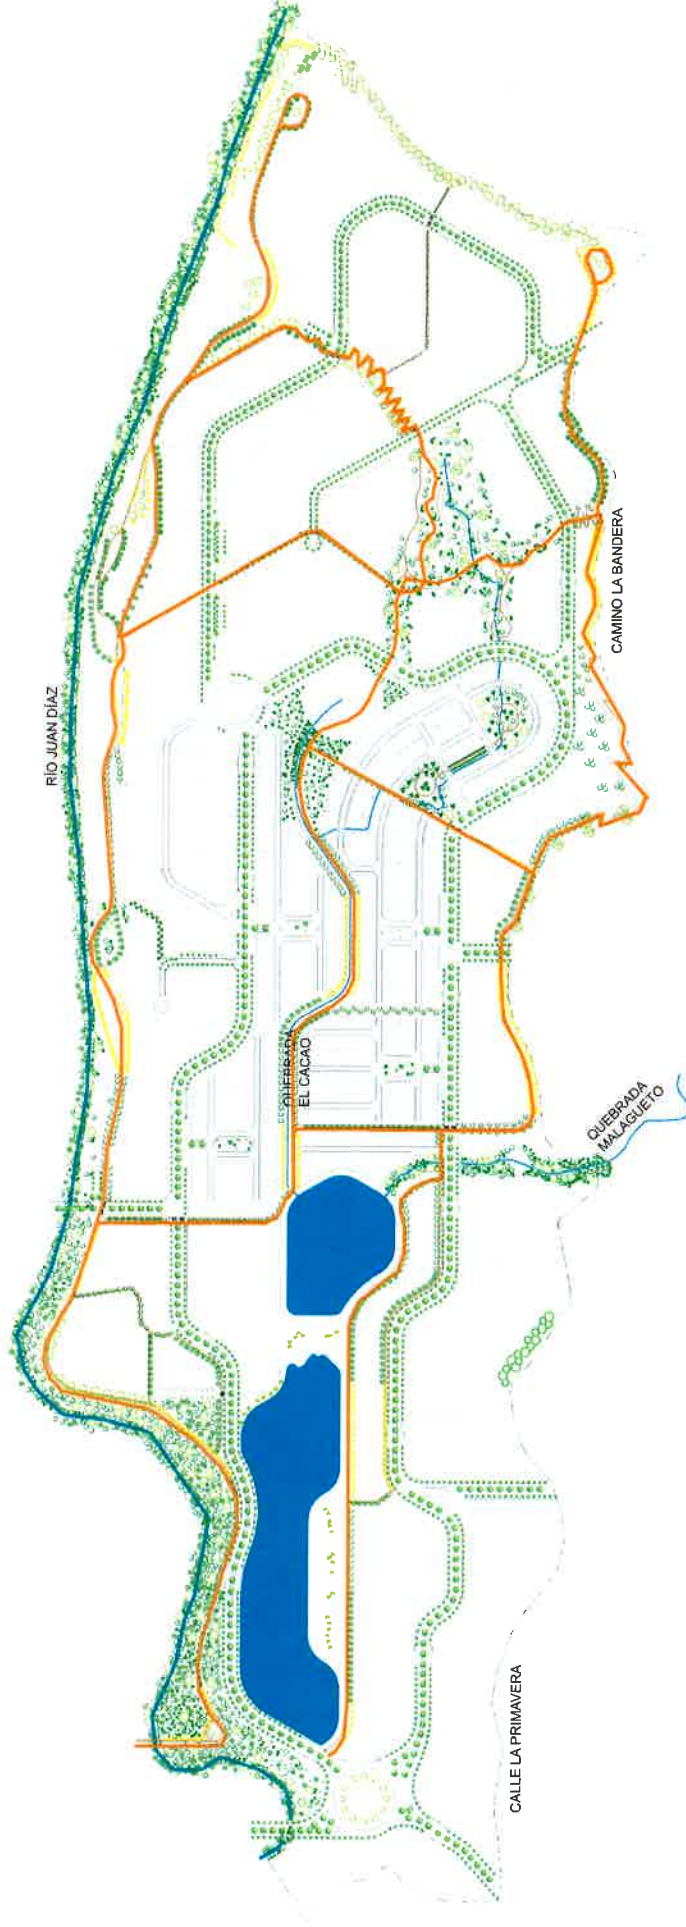 RÍO JUAN DÍAZ
CAMINO LA BANDERA
QUEBRADA
EL CACAO
QUEBRADA
MALAGUETO
CALLE LA PRIMAVERA